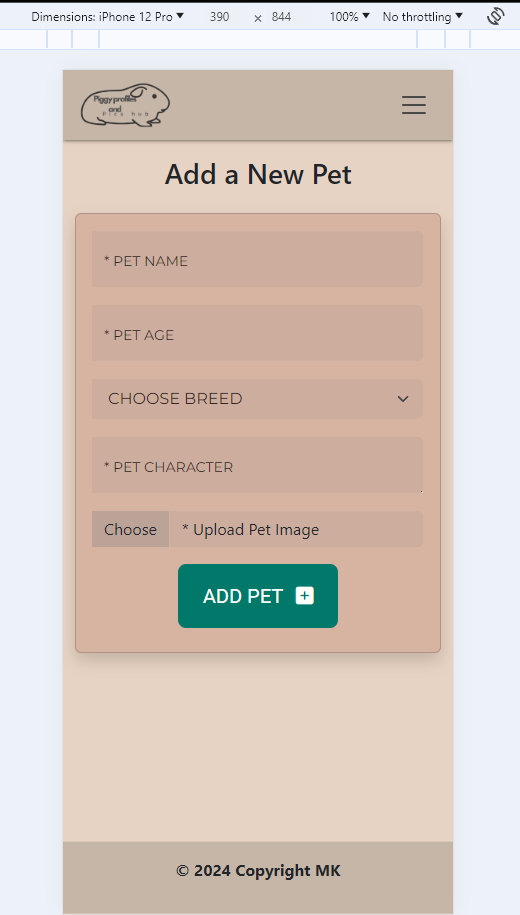 Dimensions: iPhone 12 Pro 390 × 844 100% No throttling
Piggy profiles
and
Pics hub
Add a New Pet
* PET NAME
* PET AGE
CHOOSE BREED
* PET CHARACTER
Choose * Upload Pet Image
ADD PET
© 2024 Copyright MK